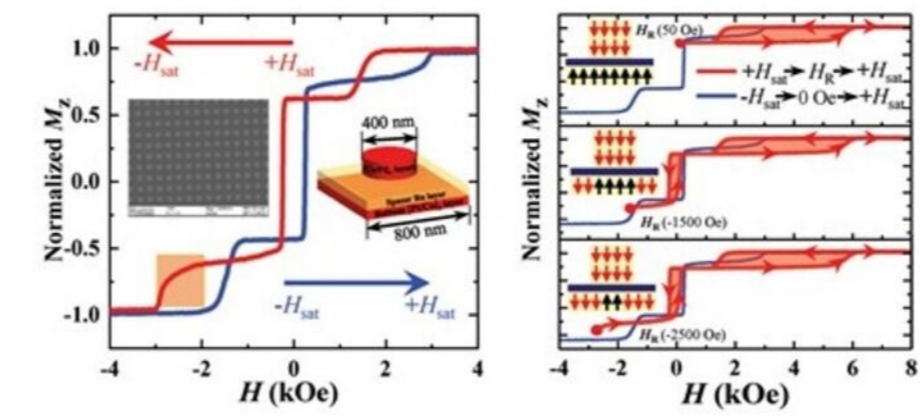 Normalized M_Z
1.0
0.5
0.0
-0.5
-1.0
-4
-2
0
2
4
H (kOe)
-H_sat
+H_sat
400 nm
800 nm
-H_sat
+H_sat
Normalized M_Z
H_R (50 Oe)
+H_sat→H_R→+H_sat
-H_sat→0 Oe→+H_sat
H_R (-1500 Oe)
H_R (-2500 Oe)
-4
-2
0
2
4
6
8
H (kOe)